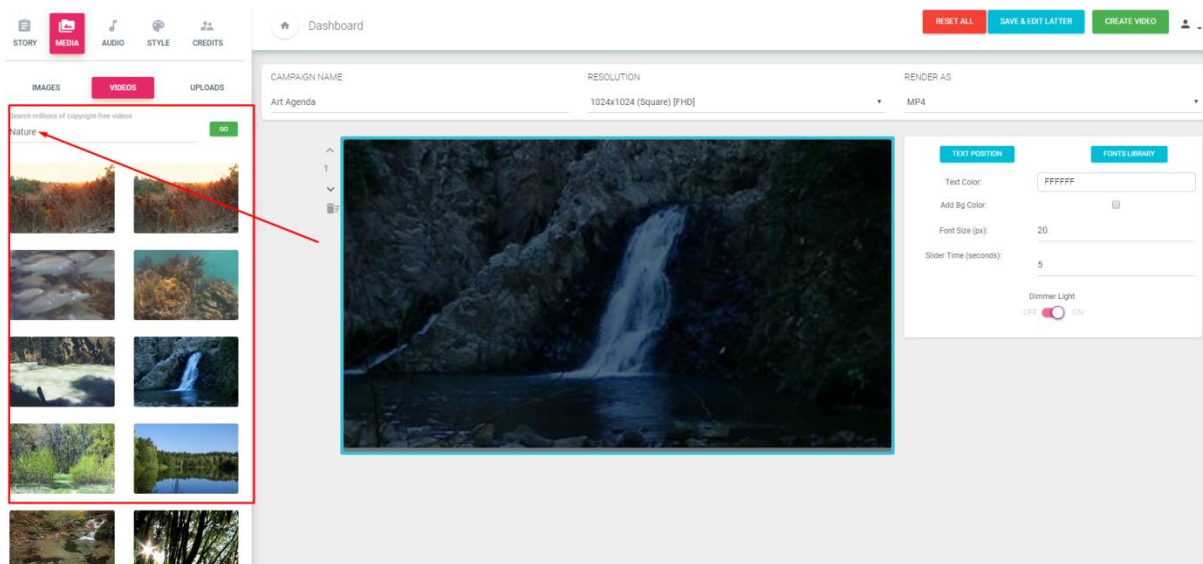 STORY MEDIA AUDIO STYLE CREDITS
Dashboard
RESET ALL SAVE & EDIT LATTER CREATE VIDEO
IMAGES VIDEOS UPLOADS
Search millions of copyright-free videos
Nature GO
CAMPAIGN NAME RESOLUTION RENDER AS
Art Agenda 1024x1024 (Square) [FHD] MP4
1
TEXT POSITION FONTS LIBRARY
Text Color: FFFFFF
Add Bg Color:
Font Size (px): 20
Slider Time (seconds): 5
Dimmer Light
OFF ON